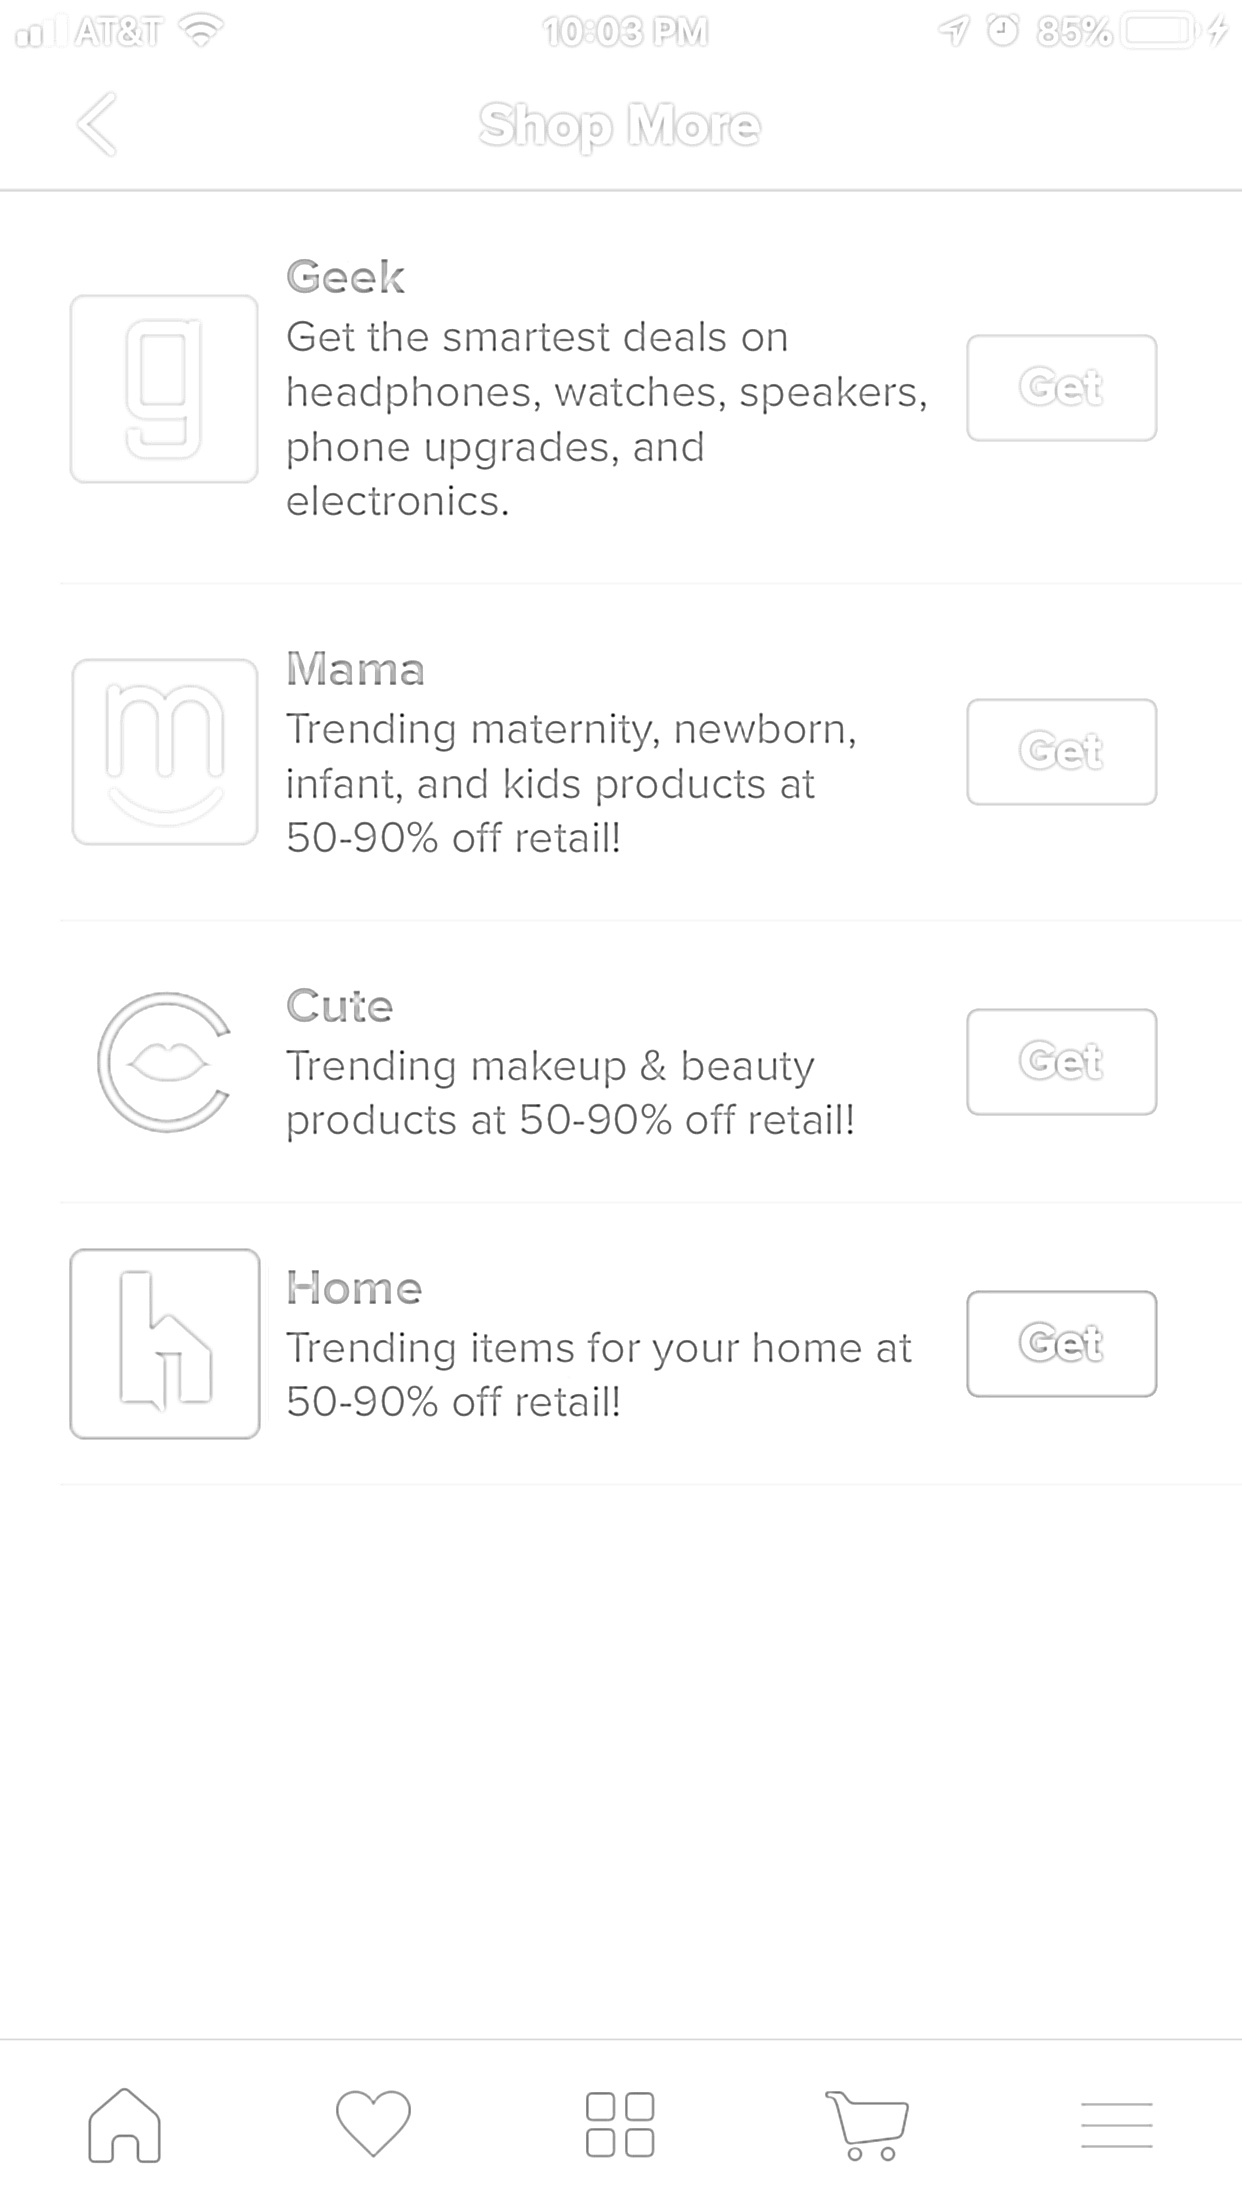 AT&T 10:03 PM 85%
Shop More
Geek
Get the smartest deals on
headphones, watches, speakers,
phone upgrades, and
electronics.
Get
Mama
Trending maternity, newborn,
infant, and kids products at
50-90% off retail!
Get
Cute
Trending makeup & beauty
products at 50-90% off retail!
Get
Home
Trending items for your home at
50-90% off retail!
Get